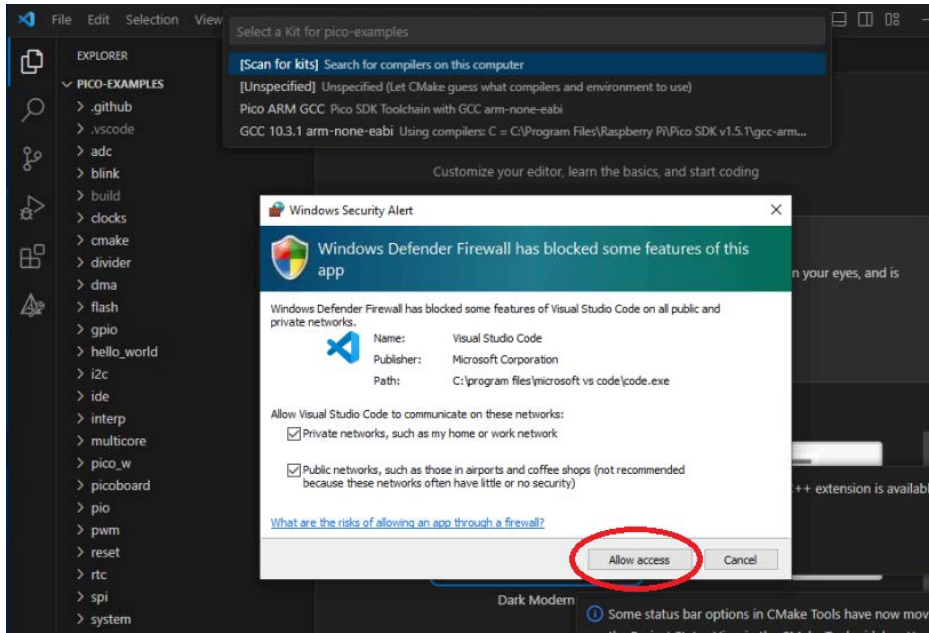 File Edit Selection View
Select a Kit for pico-examples
[Scan for kits] Search for compilers on this computer
[Unspecified] Unspecified (Let CMake guess what compilers and environment to use)
Pico ARM GCC Pico SDK Toolchain with GCC arm-none-eabi
GCC 10.3.1 arm-none-eabi Using compilers: C = C:\Program Files\Raspberry Pi\Pico SDK v1.5.1\gcc-arm...
EXPLORER
PICO-EXAMPLES
.github
.vscode
adc
blink
build
clocks
cmake
divider
dma
flash
gpio
hello_world
i2c
ide
interp
multicore
pico_w
picoboard
pio
pwm
reset
rtc
spi
system
Customize your editor, learn the basics, and start coding
Windows Security Alert
Windows Defender Firewall has blocked some features of this
app
Windows Defender Firewall has blocked some features of Visual Studio Code on all public and
private networks.
Name: Visual Studio Code
Publisher: Microsoft Corporation
Path: C:\program files\microsoft vs code\code.exe
Allow Visual Studio Code to communicate on these networks:
Private networks, such as my home or work network
Public networks, such as those in airports and coffee shops (not recommended
because these networks often have little or no security)
What are the risks of allowing an app through a firewall?
Allow access Cancel
n your eyes, and is
++ extension is availabl
Dark Modern
Some status bar options in CMake Tools have now mov